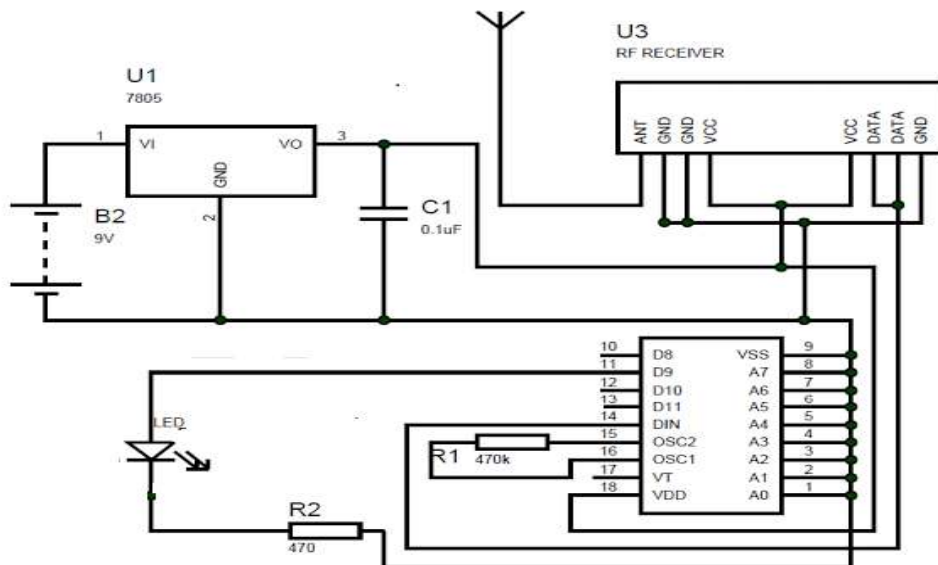 U3
RF RECEIVER
U1
7805
1
VI
VO
3
GND
2
ANT
GND
GND
VCC
VCC
DATA
DATA
GND
B2
9V
C1
0.1uF
10
D8
VSS
9
11
D9
A7
8
12
D10
A6
7
13
D11
A5
6
14
DIN
A4
5
15
OSC2
A3
4
16
OSC1
A2
3
17
VT
A1
2
18
VDD
A0
1
LED
R1
470k
R2
470